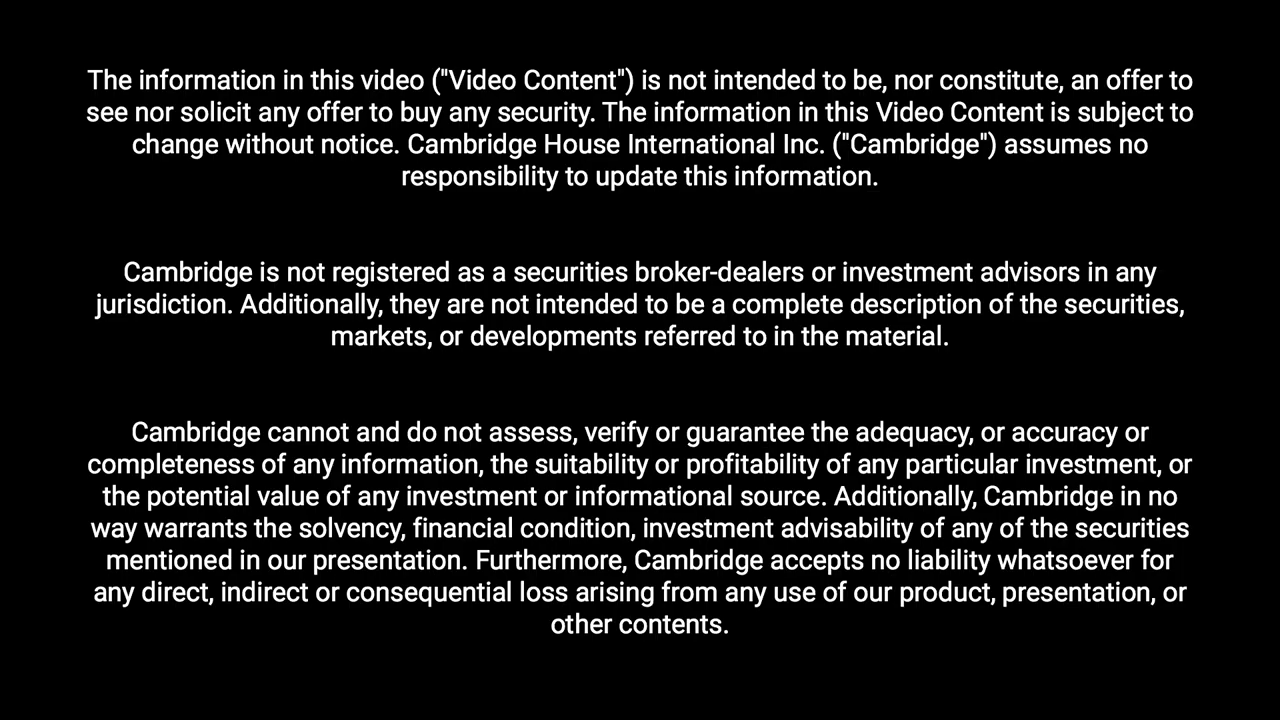 The information in this video ("Video Content") is not intended to be, nor constitute, an offer to
see nor solicit any offer to buy any security. The information in this Video Content is subject to
change without notice. Cambridge House International Inc. ("Cambridge") assumes no
responsibility to update this information.
Cambridge is not registered as a securities broker-dealers or investment advisors in any
jurisdiction. Additionally, they are not intended to be a complete description of the securities,
markets, or developments referred to in the material.
Cambridge cannot and do not assess, verify or guarantee the adequacy, or accuracy or
completeness of any information, the suitability or profitability of any particular investment, or
the potential value of any investment or informational source. Additionally, Cambridge in no
way warrants the solvency, financial condition, investment advisability of any of the securities
mentioned in our presentation. Furthermore, Cambridge accepts no liability whatsoever for
any direct, indirect or consequential loss arising from any use of our product, presentation, or
other contents.